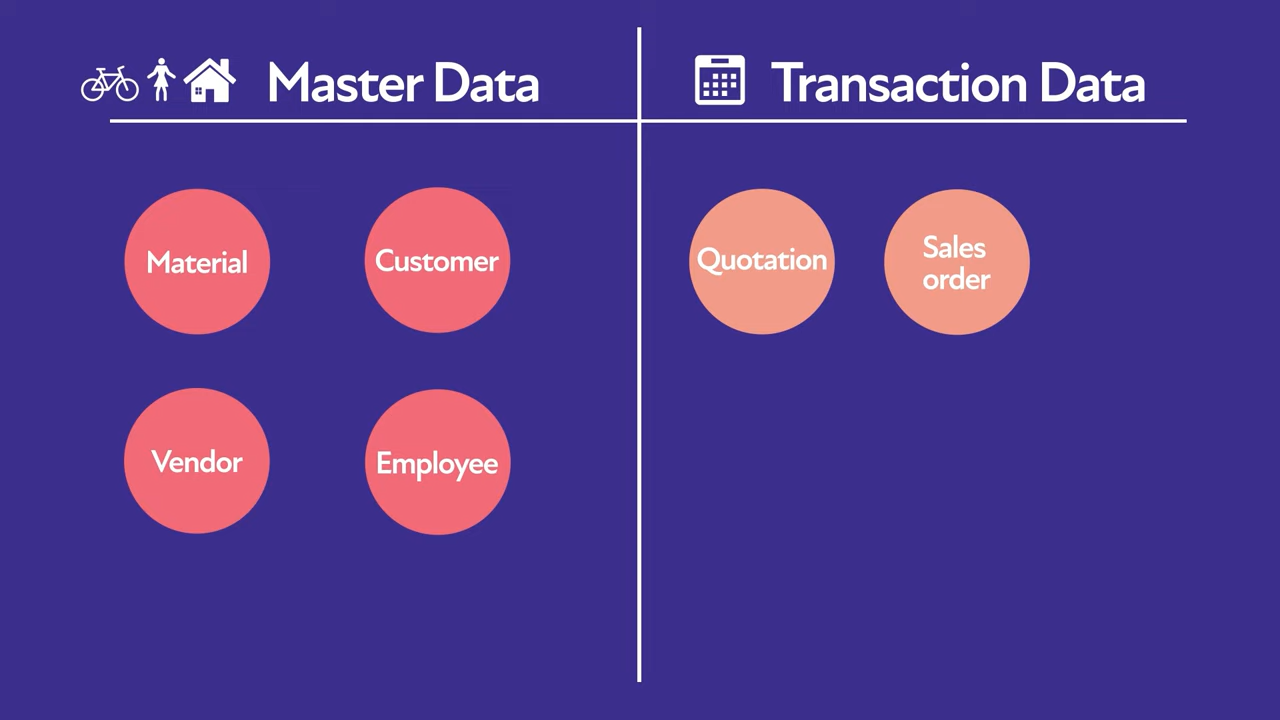 Master Data
Transaction Data
Material
Customer
Vendor
Employee
Quotation
Sales
order